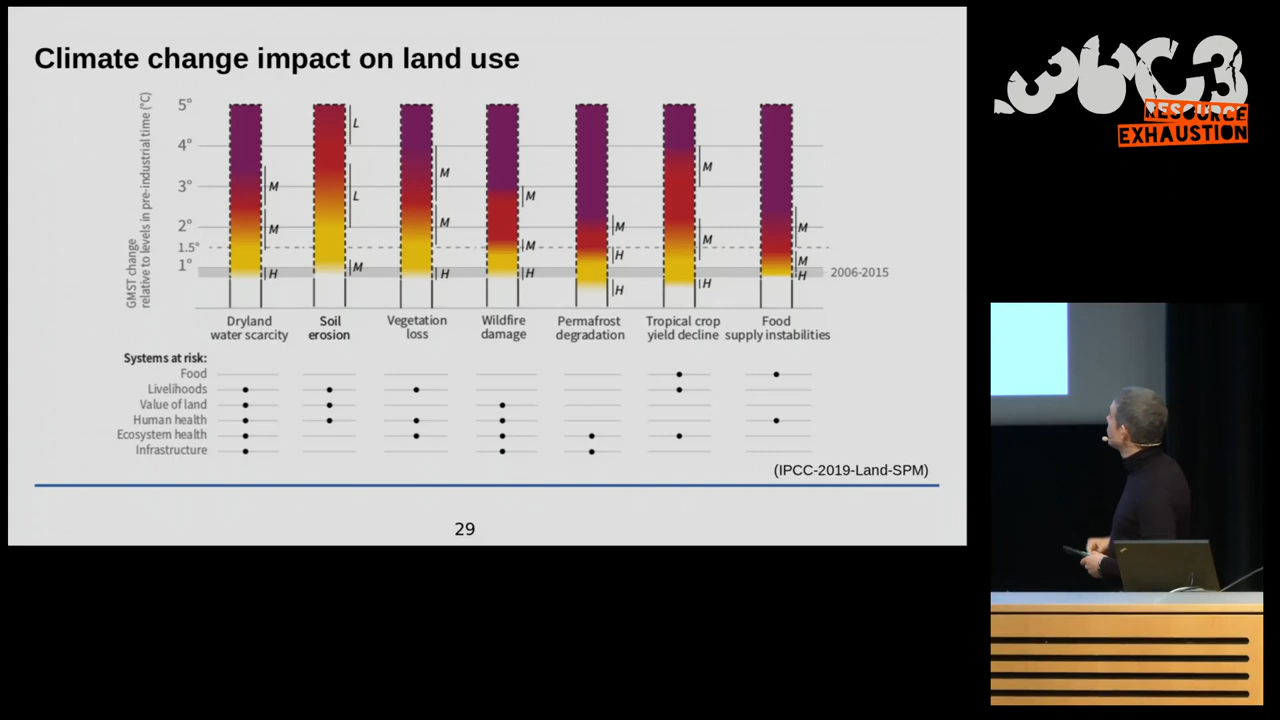 Climate change impact on land use
36C3
RESOURCE
EXHAUSTION
GMST change
relative to levels in pre-industrial time (°C)
5°
4°
3°
2°
1.5°
1°
M
M
H
L
L
M
M
M
H
M
M
H
M
H
H
M
M
H
M
M
H
2006-2015
Dryland
water scarcity
Soil
erosion
Vegetation
loss
Wildfire
damage
Permafrost
degradation
Tropical crop
yield decline
Food
supply instabilities
Systems at risk:
Food
Livelihoods
Value of land
Human health
Ecosystem health
Infrastructure
(IPCC-2019-Land-SPM)
29